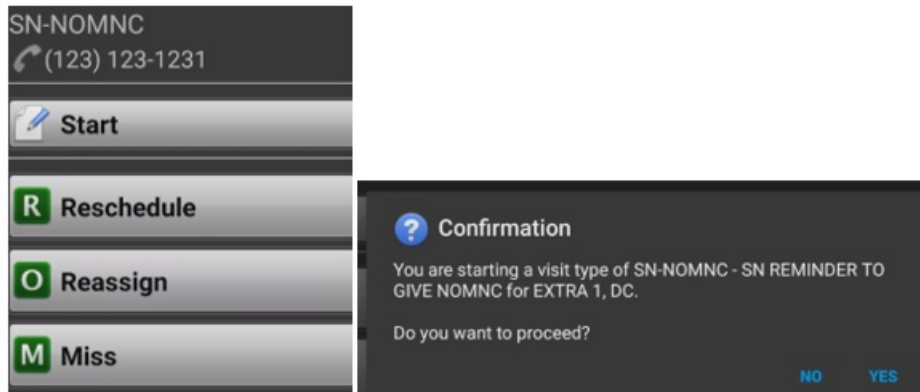 SN-NOMNC
(123) 123-1231
Start
R Reschedule
O Reassign
M Miss
? Confirmation
You are starting a visit type of SN-NOMNC - SN REMINDER TO
GIVE NOMNC for EXTRA 1, DC.
Do you want to proceed?
NO YES